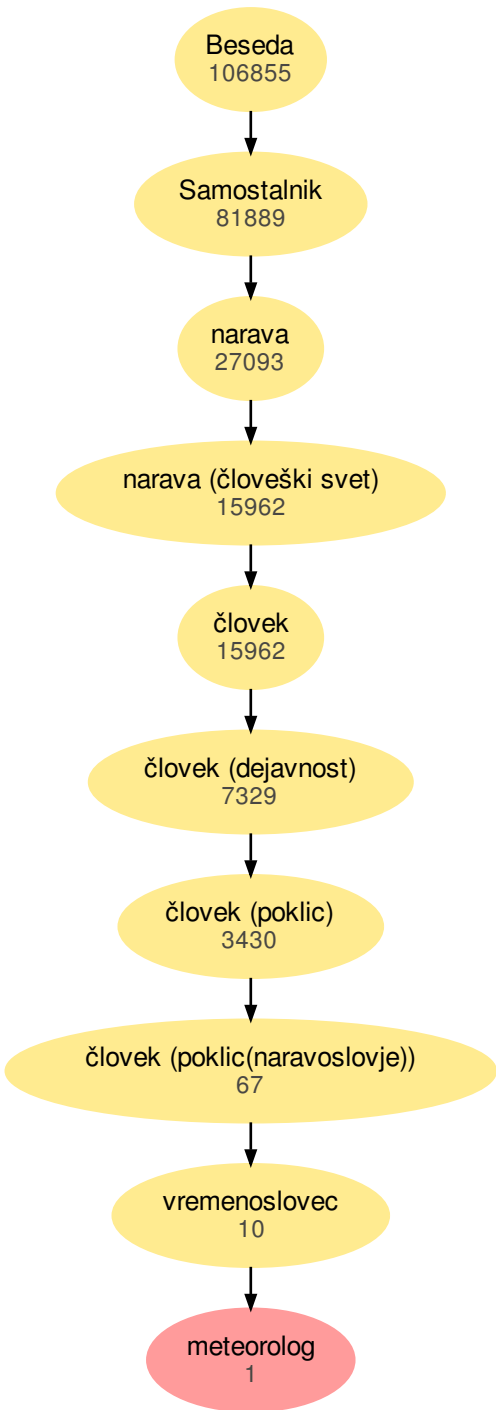 Beseda
106855
Samostalnik
81889
narava
27093
narava (človeški svet)
15962
človek
15962
človek (dejavnost)
7329
človek (poklic)
3430
človek (poklic(naravoslovje))
67
vremenoslovec
10
meteorolog
1